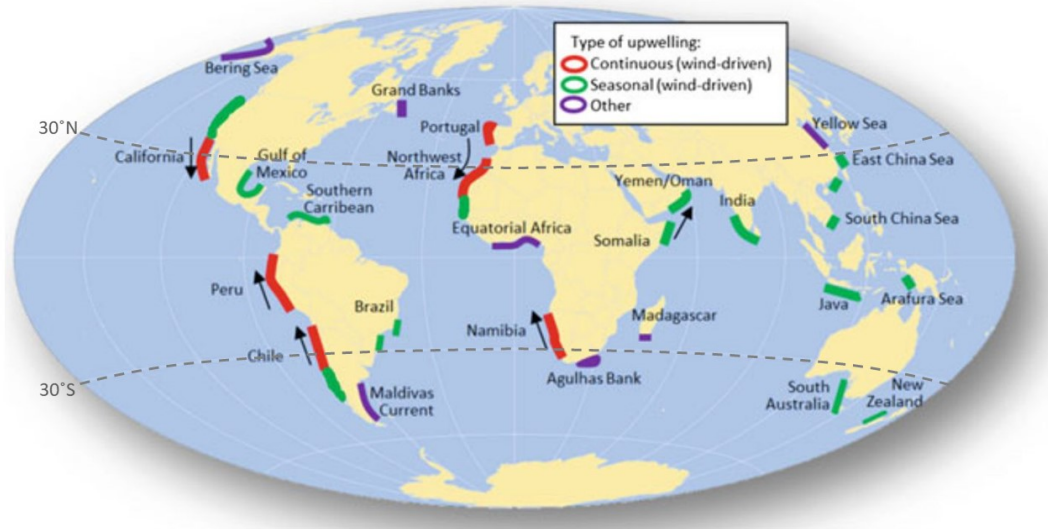 Type of upwelling:
Continuous (wind-driven)
Seasonal (wind-driven)
Other
Bering Sea
Grand Banks
30˚N
Portugal
Yellow Sea
California
Gulf of
Mexico
Northwest
Africa
East China Sea
Yemen/Oman
Southern
Carribean
India
Equatorial Africa
Somalia
South China Sea
Peru
Brazil
Java
Arafura Sea
Namibia
Madagascar
Chile
Agulhas Bank
30˚S
Maldivas
Current
South
Australia
New
Zealand